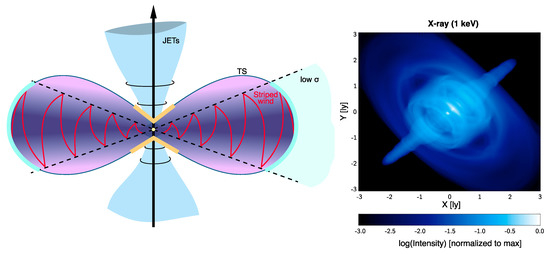 JETs
TS
low σ
Striped
wind
X-ray (1 keV)
3
2
1
0
-1
-2
-3
Y [ly]
-3 -2 -1 0 1 2 3
X [ly]
-3.0 -2.5 -2.0 -1.5 -1.0 -0.5 0.0
log(Intensity) [normalized to max]